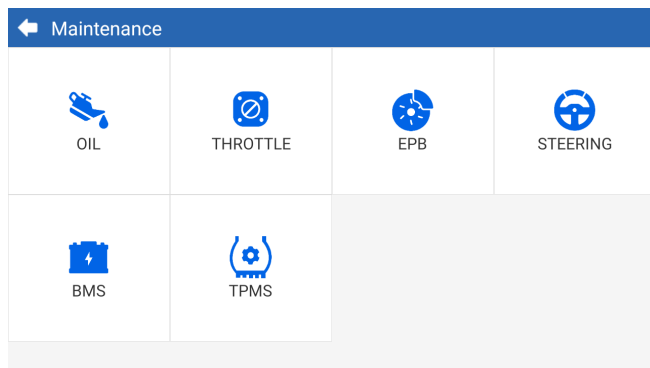 Maintenance
OIL
THROTTLE
EPB
STEERING
BMS
TPMS